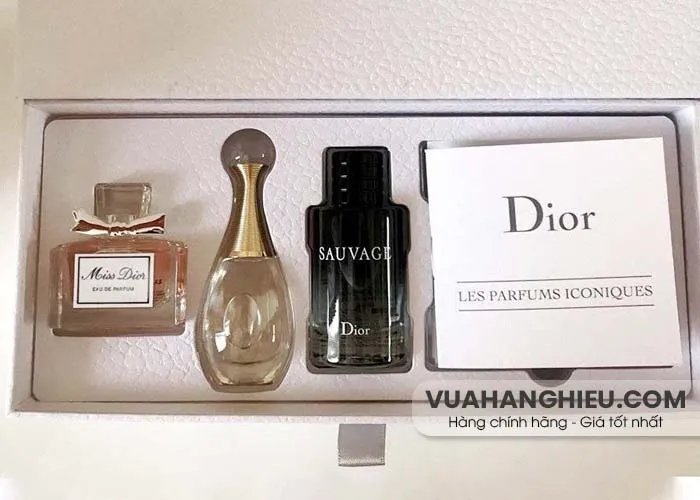 Miss Dior
EAU DE PARFUM
SAUVAGE
Dior
Dior
LES PARFUMS ICONIQUES
VUAHANGHIEU.COM
Hàng chính hãng - Giá tốt nhất